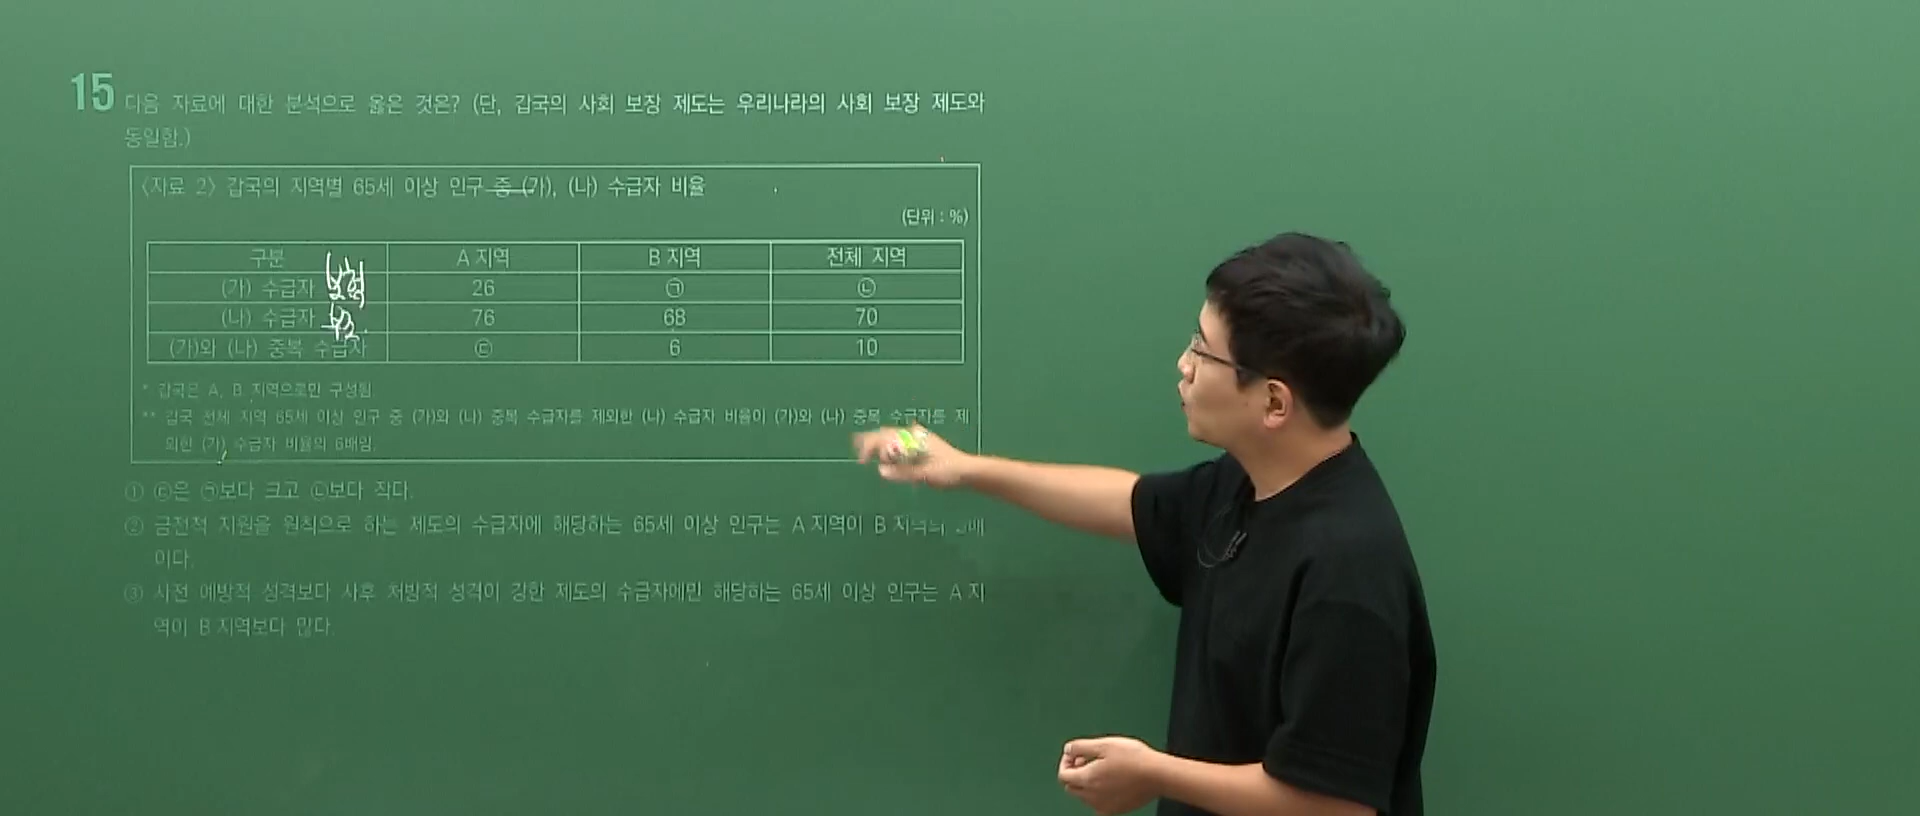 15 다음 자료에 대한 분석으로 옳은 것은? (단, 갑국의 사회 보장 제도는 우리나라의 사회 보장 제도와
동일함.)
<자료 2> 갑국의 지역별 65세 이상 인구 중 (가), (나) 수급자 비율
(단위 : %)
구분 A 지역 B 지역 전체 지역
(가) 수급자 보험 26 ㉠ ㉡
(나) 수급자 부조 76 68 70
(가)와 (나) 중복 수급자 ㉢ 6 10
* 갑국은 A, B 지역으로만 구성됨.
** 갑국 전체 지역 65세 이상 인구 중 (가)와 (나) 중복 수급자를 제외한 (나) 수급자 비율이 (가)와 (나) 중복 수급자를 제
외한 (가) 수급자 비율의 6배임.
① ㉢은 ㉠보다 크고 ㉡보다 작다.
② 금전적 지원을 원칙으로 하는 제도의 수급자에 해당하는 65세 이상 인구는 A 지역이 B 지역의
이다.
③ 사전 예방적 성격보다 사후 처방적 성격이 강한 제도의 수급자에만 해당하는 65세 이상 인구는 A 지
역이 B 지역보다 많다.